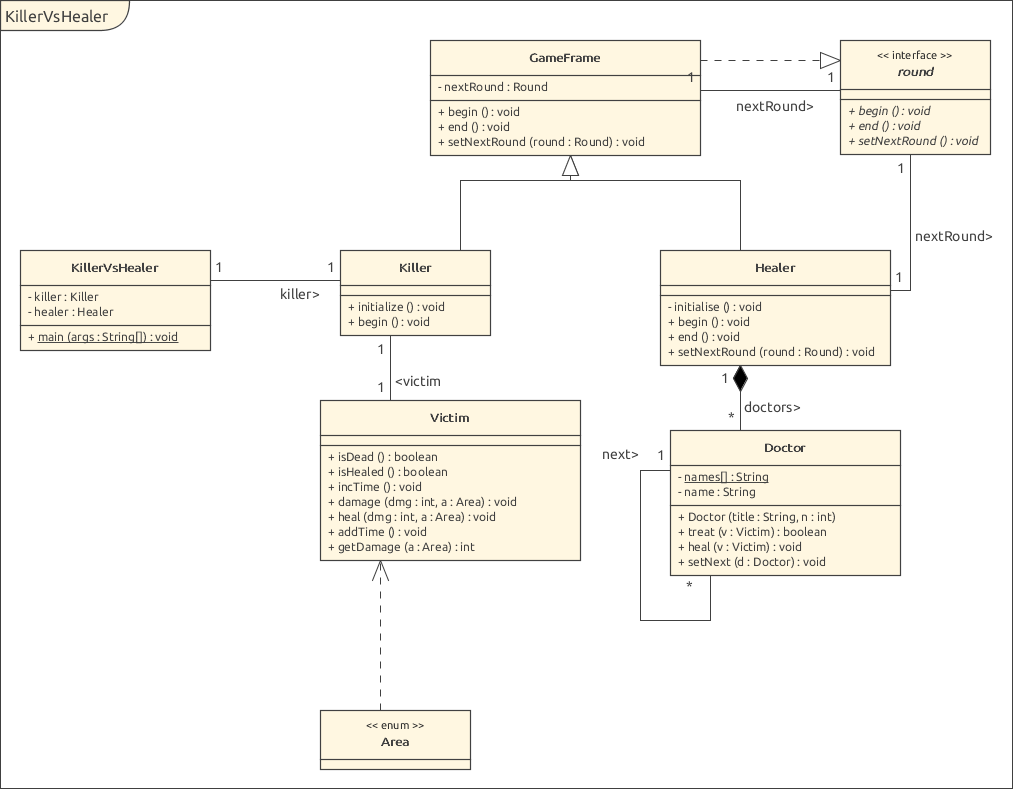 KillerVsHealer
GameFrame
- nextRound : Round
+ begin () : void
+ end () : void
+ setNextRound (round : Round) : void
<< interface >>
round
+ begin () : void
+ end () : void
+ setNextRound () : void
1
1
nextRound>
1
nextRound>
1
KillerVsHealer
- killer : Killer
- healer : Healer
+ main (args : String[]) : void
1
1
killer>
Killer
+ initialize () : void
+ begin () : void
Healer
- initialise () : void
+ begin () : void
+ end () : void
+ setNextRound (round : Round) : void
1
1
<victim
1
*
doctors>
Victim
+ isDead () : boolean
+ isHealed () : boolean
+ incTime () : void
+ damage (dmg : int, a : Area) : void
+ heal (dmg : int, a : Area) : void
+ addTime () : void
+ getDamage (a : Area) : int
next>
1
Doctor
- names[] : String
- name : String
+ Doctor (title : String, n : int)
+ treat (v : Victim) : boolean
+ heal (v : Victim) : void
+ setNext (d : Doctor) : void
*
<< enum >>
Area